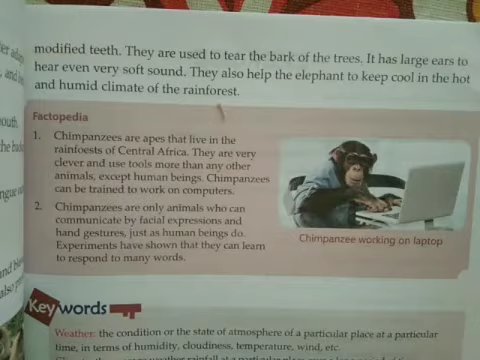 modified teeth. They are used to tear the bark of the trees. It has large ears to
hear even very soft sound. They also help the elephant to keep cool in the hot
and humid climate of the rainforest.
Factopedia
1. Chimpanzees are apes that live in the
rainfoests of Central Africa. They are very
clever and use tools more than any other
animals, except human beings. Chimpanzees
can be trained to work on computers.
2. Chimpanzees are only animals who can
communicate by facial expressions and
hand gestures, just as human beings do.
Experiments have shown that they can learn
to respond to many words.
Chimpanzee working on laptop
Key words
Weather: the condition or the state of atmosphere of a particular place at a particular
time, in terms of humidity, cloudiness, temperature, wind, etc.